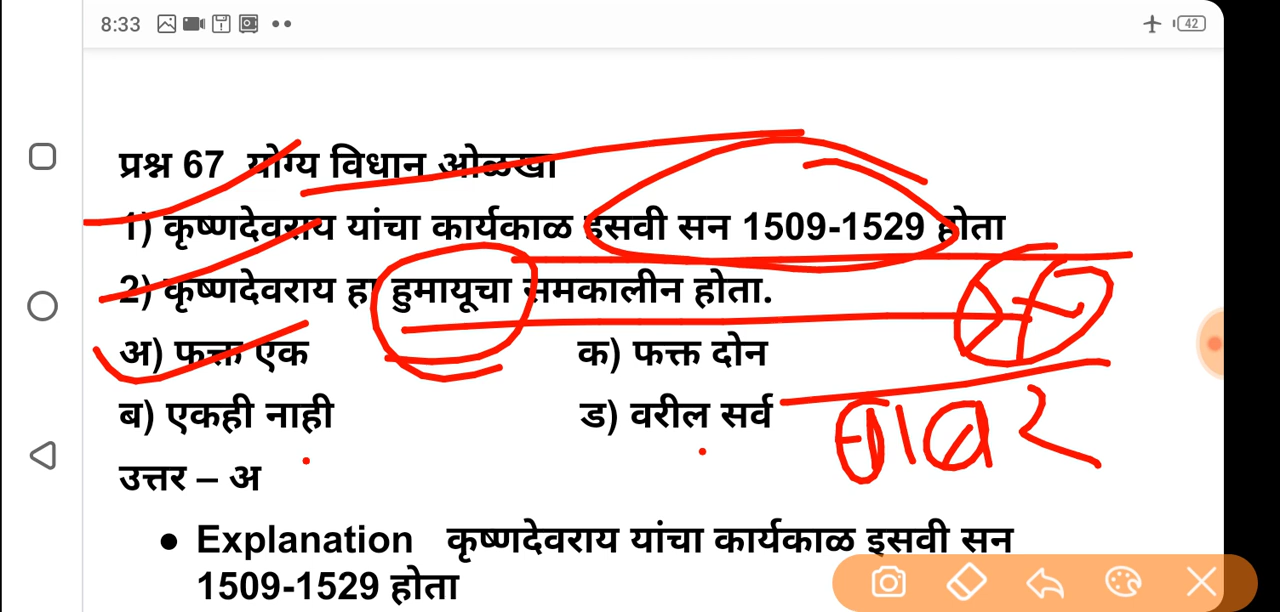 8:33
42
प्रश्न 67 योग्य विधान ओळखा
1) कृष्णदेवराय यांचा कार्यकाळ इसवी सन 1509-1529 होता
2) कृष्णदेवराय हा हुमायूचा समकालीन होता.
अ) फक्त एक क) फक्त दोन
ब) एकही नाही ड) वरील सर्व
उत्तर – अ
● Explanation कृष्णदेवराय यांचा कार्यकाळ इसवी सन
1509-1529 होता